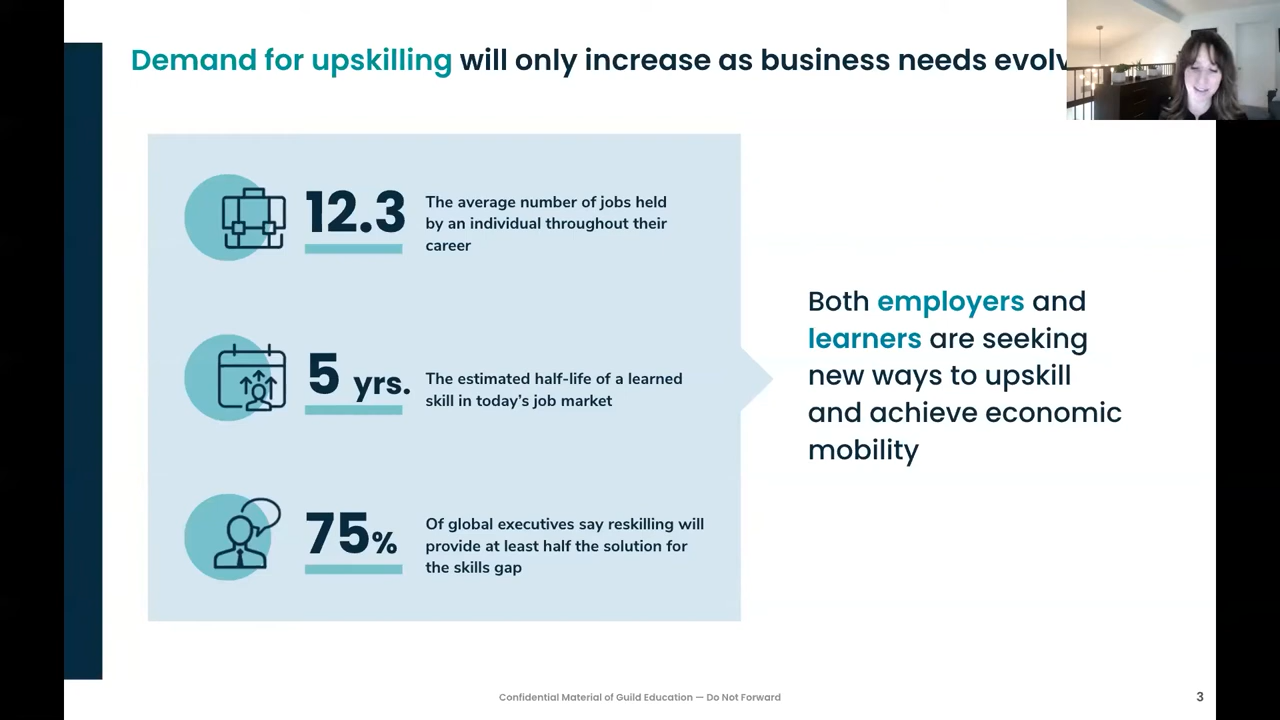 Demand for upskilling will only increase as business needs
12.3
The average number of jobs held
by an individual throughout their
career
5 yrs.
The estimated half-life of a learned
skill in today's job market
75%
Of global executives say reskilling will
provide at least half the solution for
the skills gap
Both employers and
learners are seeking
new ways to upskill
and achieve economic
mobility
Confidential Material of Guild Education — Do Not Forward
3